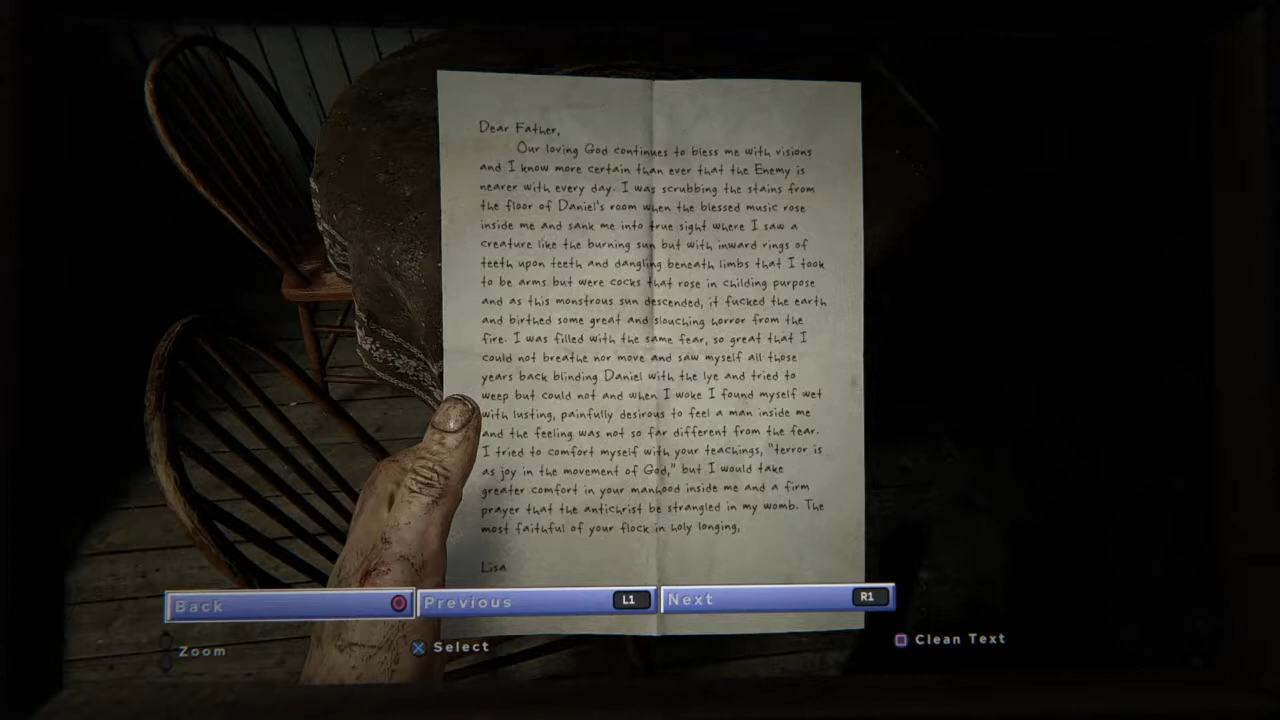 Dear Father,
Our loving God continues to bless me with visions
and I know more certain than ever that the Enemy is
nearer with every day. I was scrubbing the stains from
the floor of Daniel's room when the blessed music rose
inside me and sank me into true sight where I saw a
creature like the burning sun but with inward rings of
teeth upon teeth and dangling beneath limbs that I took
to be arms but were cocks that rose in childing purpose
and as this monstrous sun descended, it fucked the earth
and birthed some great and slouching horror from the
fire. I was filled with the same fear, so great that I
could not breathe nor move and saw myself all those
years back blinding Daniel with the lye and tried to
weep but could not and when I woke I found myself wet
with lusting, painfully desirous to feel a man inside me
and the feeling was not so far different from the fear.
I tried to comfort myself with your teachings, "terror is
as joy in the movement of God," but I would take
greater comfort in your manhood inside me and a firm
prayer that the antichrist be strangled in my womb. The
most faithful of your flock in holy longing,
Lisa
Back Previous L1 Next R1
Zoom Select Clean Text